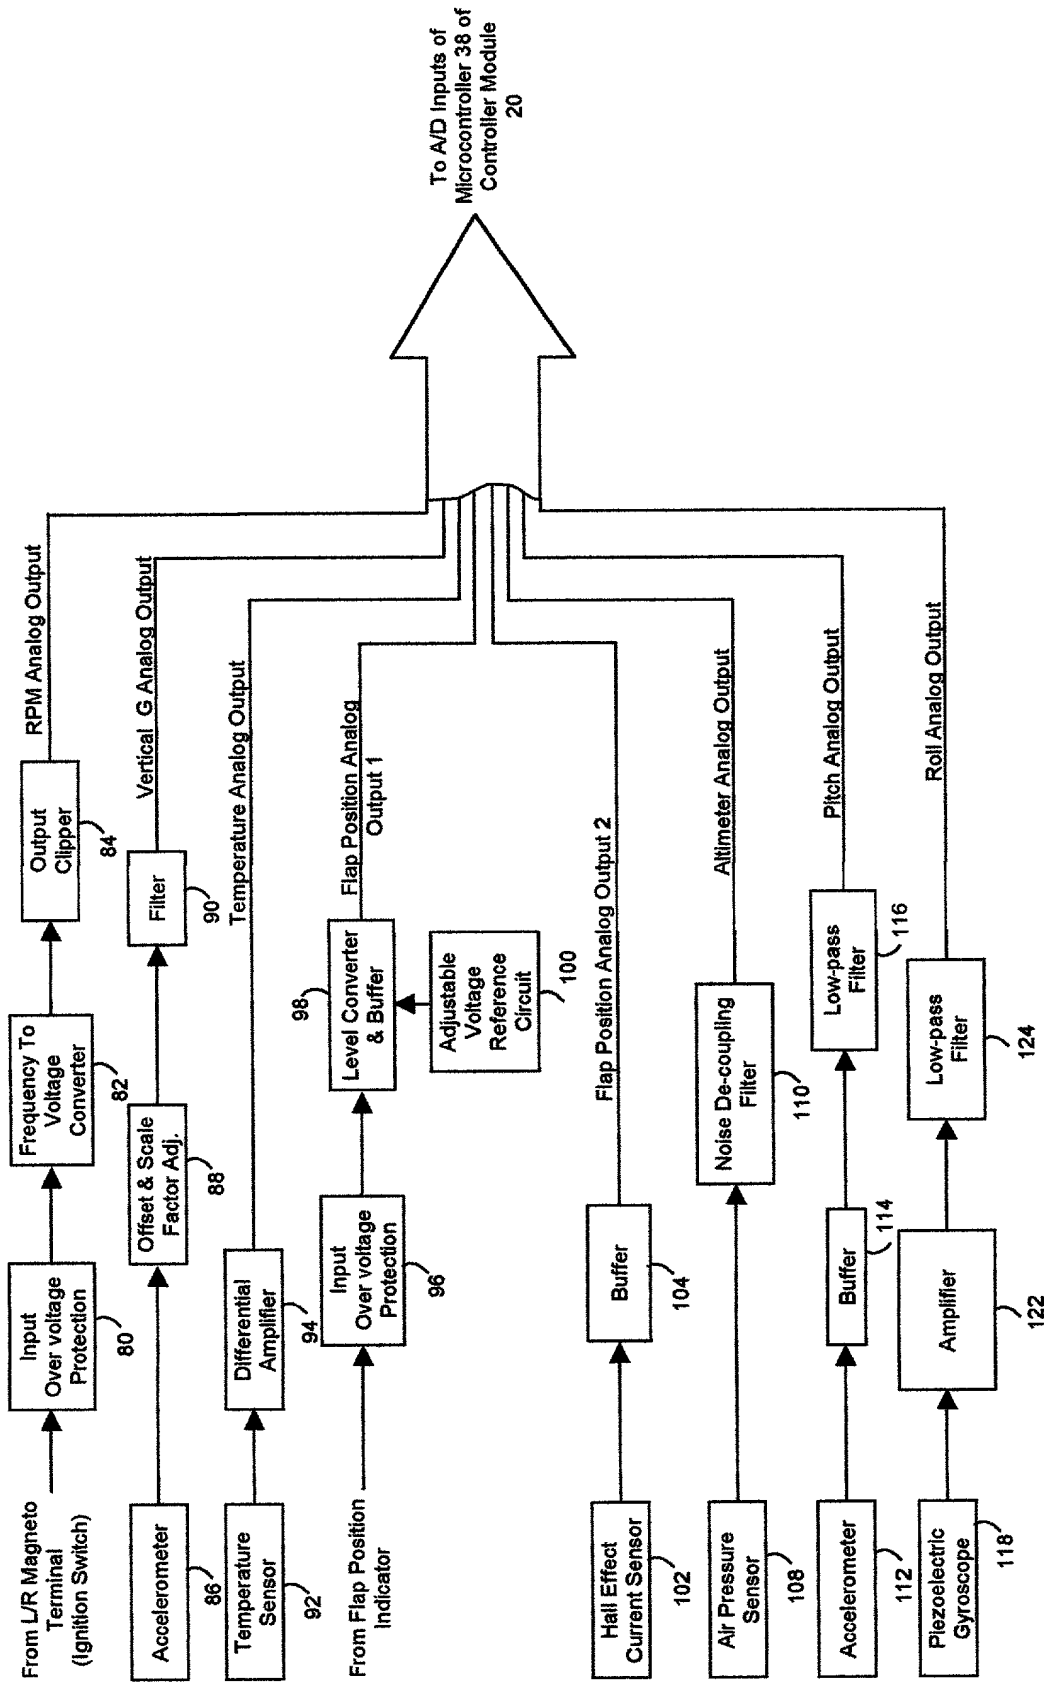 From L/R Magneto
Terminal
(Ignition Switch)
Input
Over voltage
Protection
80
Frequency To
Voltage
Converter
82
Output
Clipper
84
RPM Analog Output
Accelerometer
86
Offset & Scale
Factor Adj.
88
Filter
90
Vertical G Analog Output
Temperature
Sensor
92
Differential
Amplifier
94
Temperature Analog Output
From Flap Position
Indicator
Input
Over voltage
Protection
96
98
Level Converter
& Buffer
Adjustable
Voltage
Reference
Circuit
100
Flap Position Analog
Output 1
Hall Effect
Current Sensor
102
Buffer
104
Flap Position Analog Output 2
Air Pressure
Sensor
108
Noise De-coupling
Filter
110
Altimeter Analog Output
Accelerometer
112
Buffer
114
Low-pass
Filter
116
Pitch Analog Output
Piezoelectric
Gyroscope
118
Amplifier
122
Low-pass
Filter
124
Roll Analog Output
To A/D Inputs of
Microcontroller 38 of
Controller Module
20